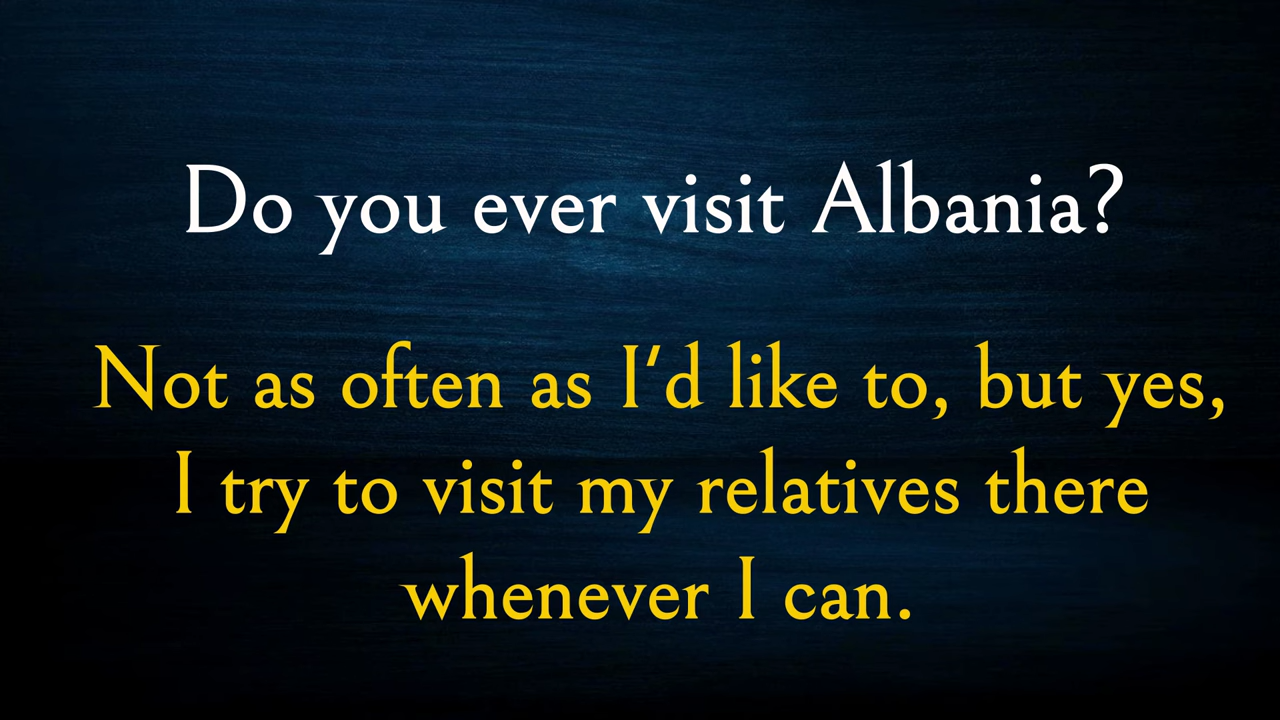 Do you ever visit Albania?
Not as often as I'd like to, but yes,
I try to visit my relatives there
whenever I can.